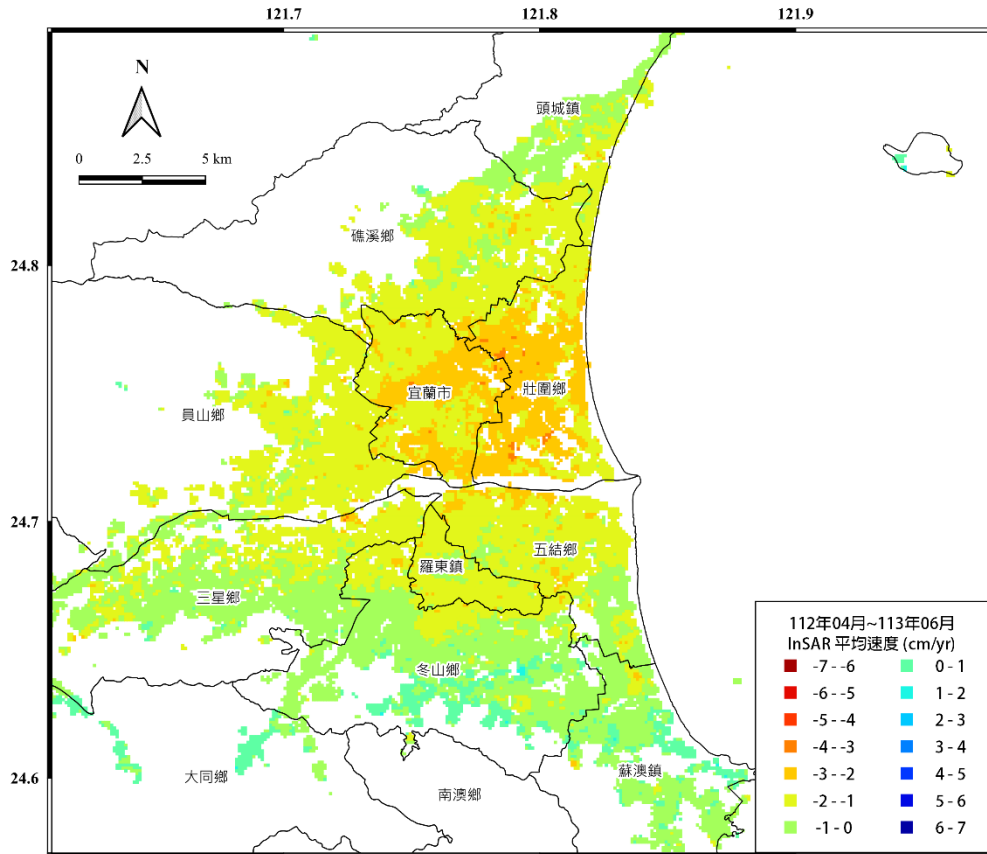 121.7 121.8 121.9
N
0 2.5 5 km
頭城鎮
礁溪鄉
24.8
宜蘭市
壯圍鄉
員山鄉
24.7
五結鄉
羅東鎮
三星鄉
冬山鄉
大同鄉
24.6
蘇澳鎮
南澳鄉
112年04月~113年06月
InSAR 平均速度 (cm/yr)
-7 - -6 0 - 1
-6 - -5 1 - 2
-5 - -4 2 - 3
-4 - -3 3 - 4
-3 - -2 4 - 5
-2 - -1 5 - 6
-1 - 0 6 - 7